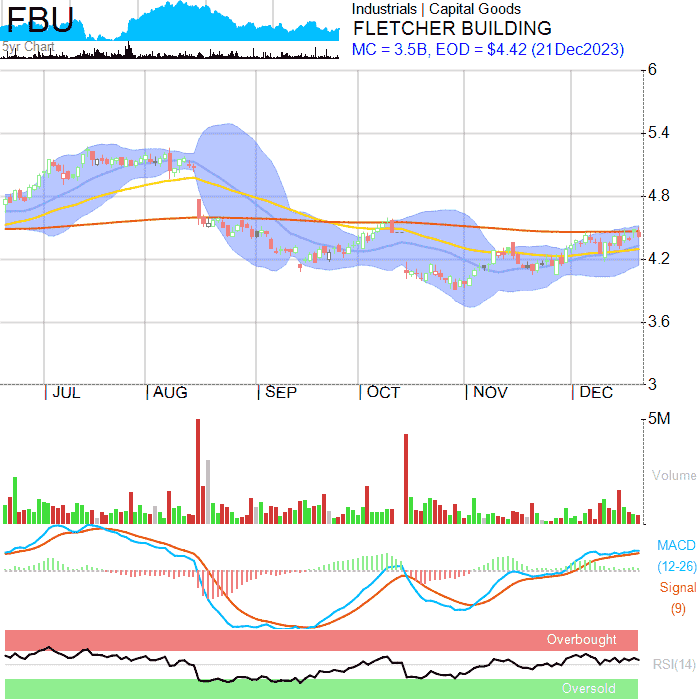 FBU
5yr Chart
Industrials | Capital Goods
FLETCHER BUILDING
MC = 3.5B, EOD = $4.42 (21Dec2023)
6
5.4
4.8
4.2
3.6
3
JUL AUG SEP OCT NOV DEC
5M
Volume
MACD
(12-26)
Signal
(9)
Overbought
RSI(14)
Oversold